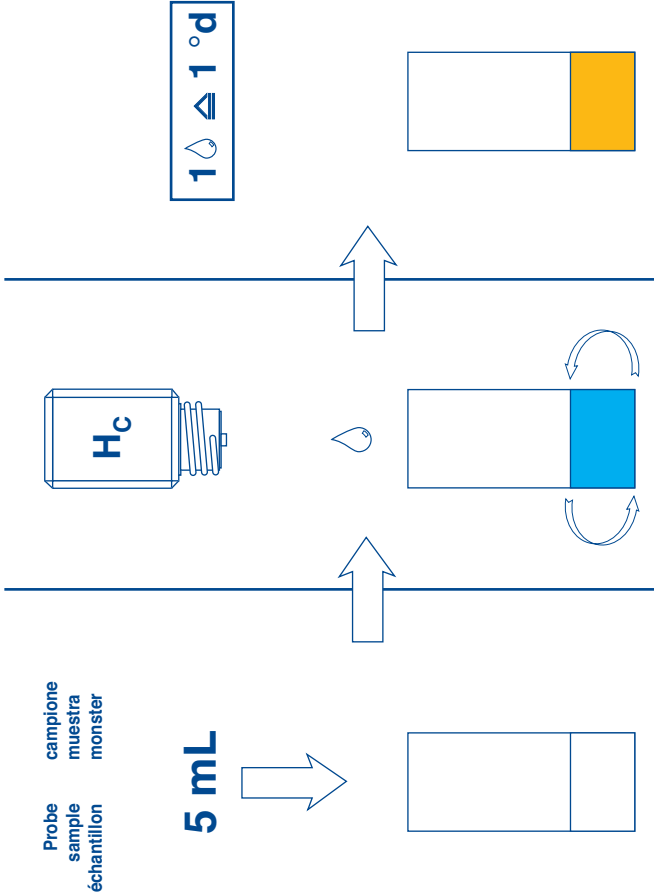 Probe campione
sample muestra
échantillon monster
5 mL
HC
1 ≙ 1 °d